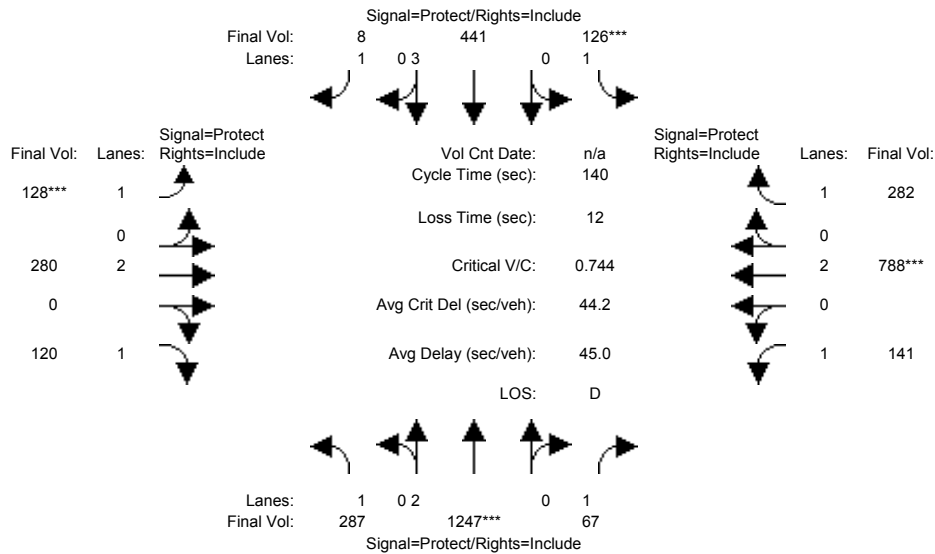 Signal=Protect/Rights=Include
Final Vol: 8 441 126***
Lanes: 1 0 3 0 1
Signal=Protect
Final Vol: Lanes: Rights=Include
Vol Cnt Date: n/a
Signal=Protect
Rights=Include Lanes: Final Vol:
Cycle Time (sec): 140
128*** 1
1 282
Loss Time (sec): 12
0
0
280 2
Critical V/C: 0.744
2 788***
0
Avg Crit Del (sec/veh): 44.2
0
120 1
Avg Delay (sec/veh): 45.0
1 141
LOS: D
Lanes: 1 0 2 0 1
Final Vol: 287 1247*** 67
Signal=Protect/Rights=Include